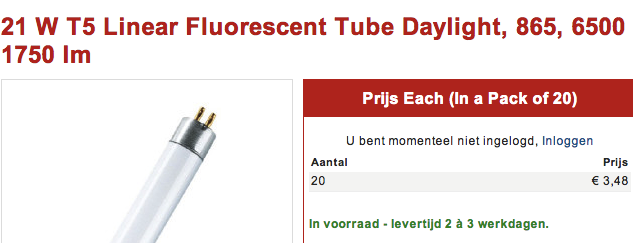 21 W T5 Linear Fluorescent Tube Daylight, 865, 6500
1750 lm
Prijs Each (In a Pack of 20)
U bent momenteel niet ingelogd, Inloggen
Aantal Prijs
20 € 3,48
In voorraad - levertijd 2 à 3 werkdagen.